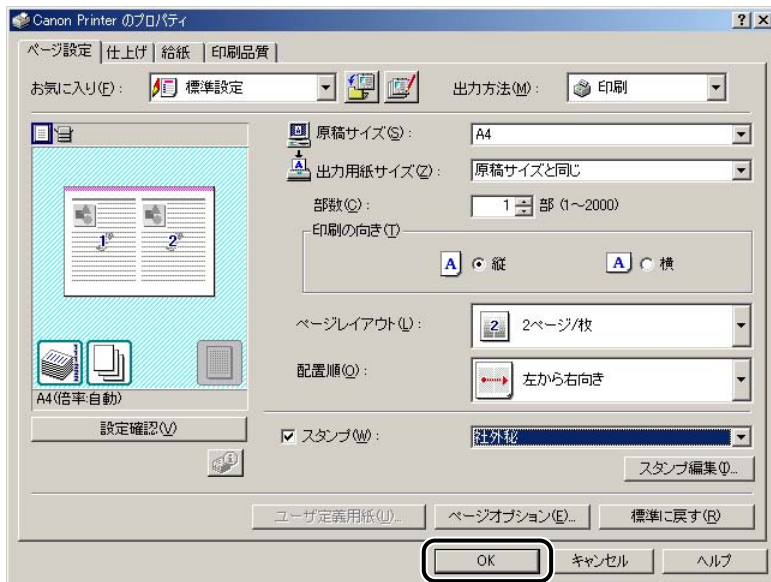 Canon Printer のプロパティ
ページ設定 仕上げ 給紙 印刷品質
お気に入り(F): 標準設定 出力方法(M): 印刷
原稿サイズ(S): A4
出力用紙サイズ(Z): 原稿サイズと同じ
部数(C): 1 部 (1～2000)
印刷の向き(T)
A 縦 A 横
1 2
ページレイアウト(L): 2 2ページ/枚
配置順(O): 左から右向き
A4(倍率:自動)
設定確認(V)
スタンプ(W): 社外秘
スタンプ編集(I)...
ユーザ定義用紙(U)... ページオプション(E)... 標準に戻す(R)
OK キャンセル ヘルプ